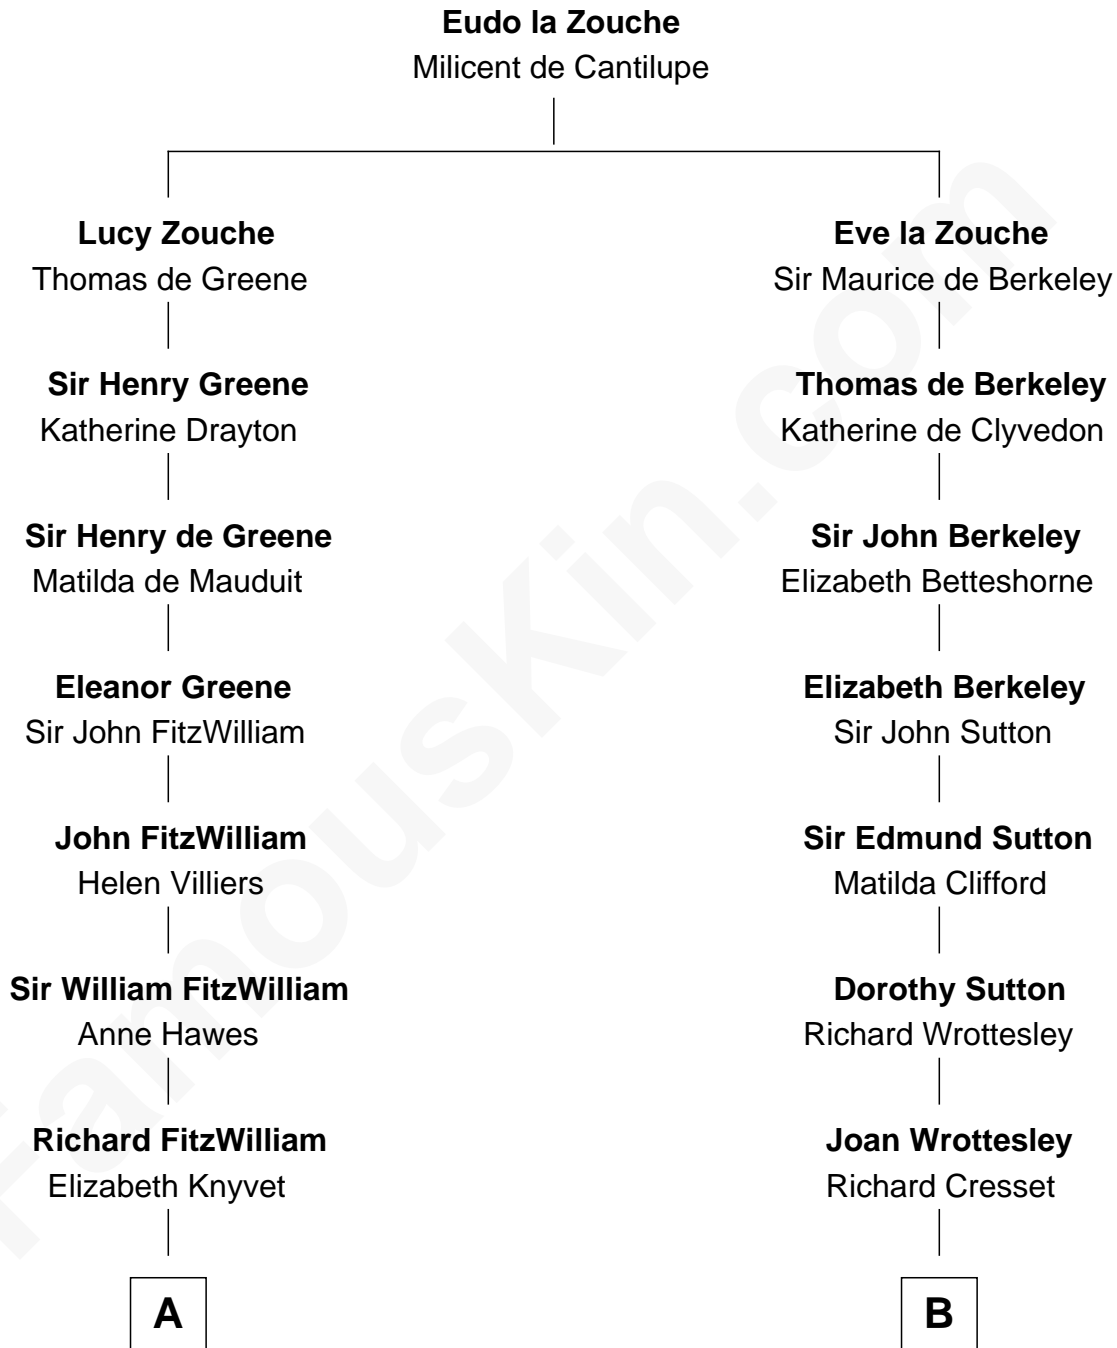 Eudo la Zouche
Milicent de Cantilupe
Lucy Zouche
Thomas de Greene
Eve la Zouche
Sir Maurice de Berkeley
Sir Henry Greene
Katherine Drayton
Thomas de Berkeley
Katherine de Clyvedon
Sir Henry de Greene
Matilda de Mauduit
Sir John Berkeley
Elizabeth Betteshorne
Eleanor Greene
Sir John FitzWilliam
Elizabeth Berkeley
Sir John Sutton
John FitzWilliam
Helen Villiers
Sir Edmund Sutton
Matilda Clifford
Sir William FitzWilliam
Anne Hawes
Dorothy Sutton
Richard Wrottesley
Richard FitzWilliam
Elizabeth Knyvet
Joan Wrottesley
Richard Cresset
A
B
FamousKin.com